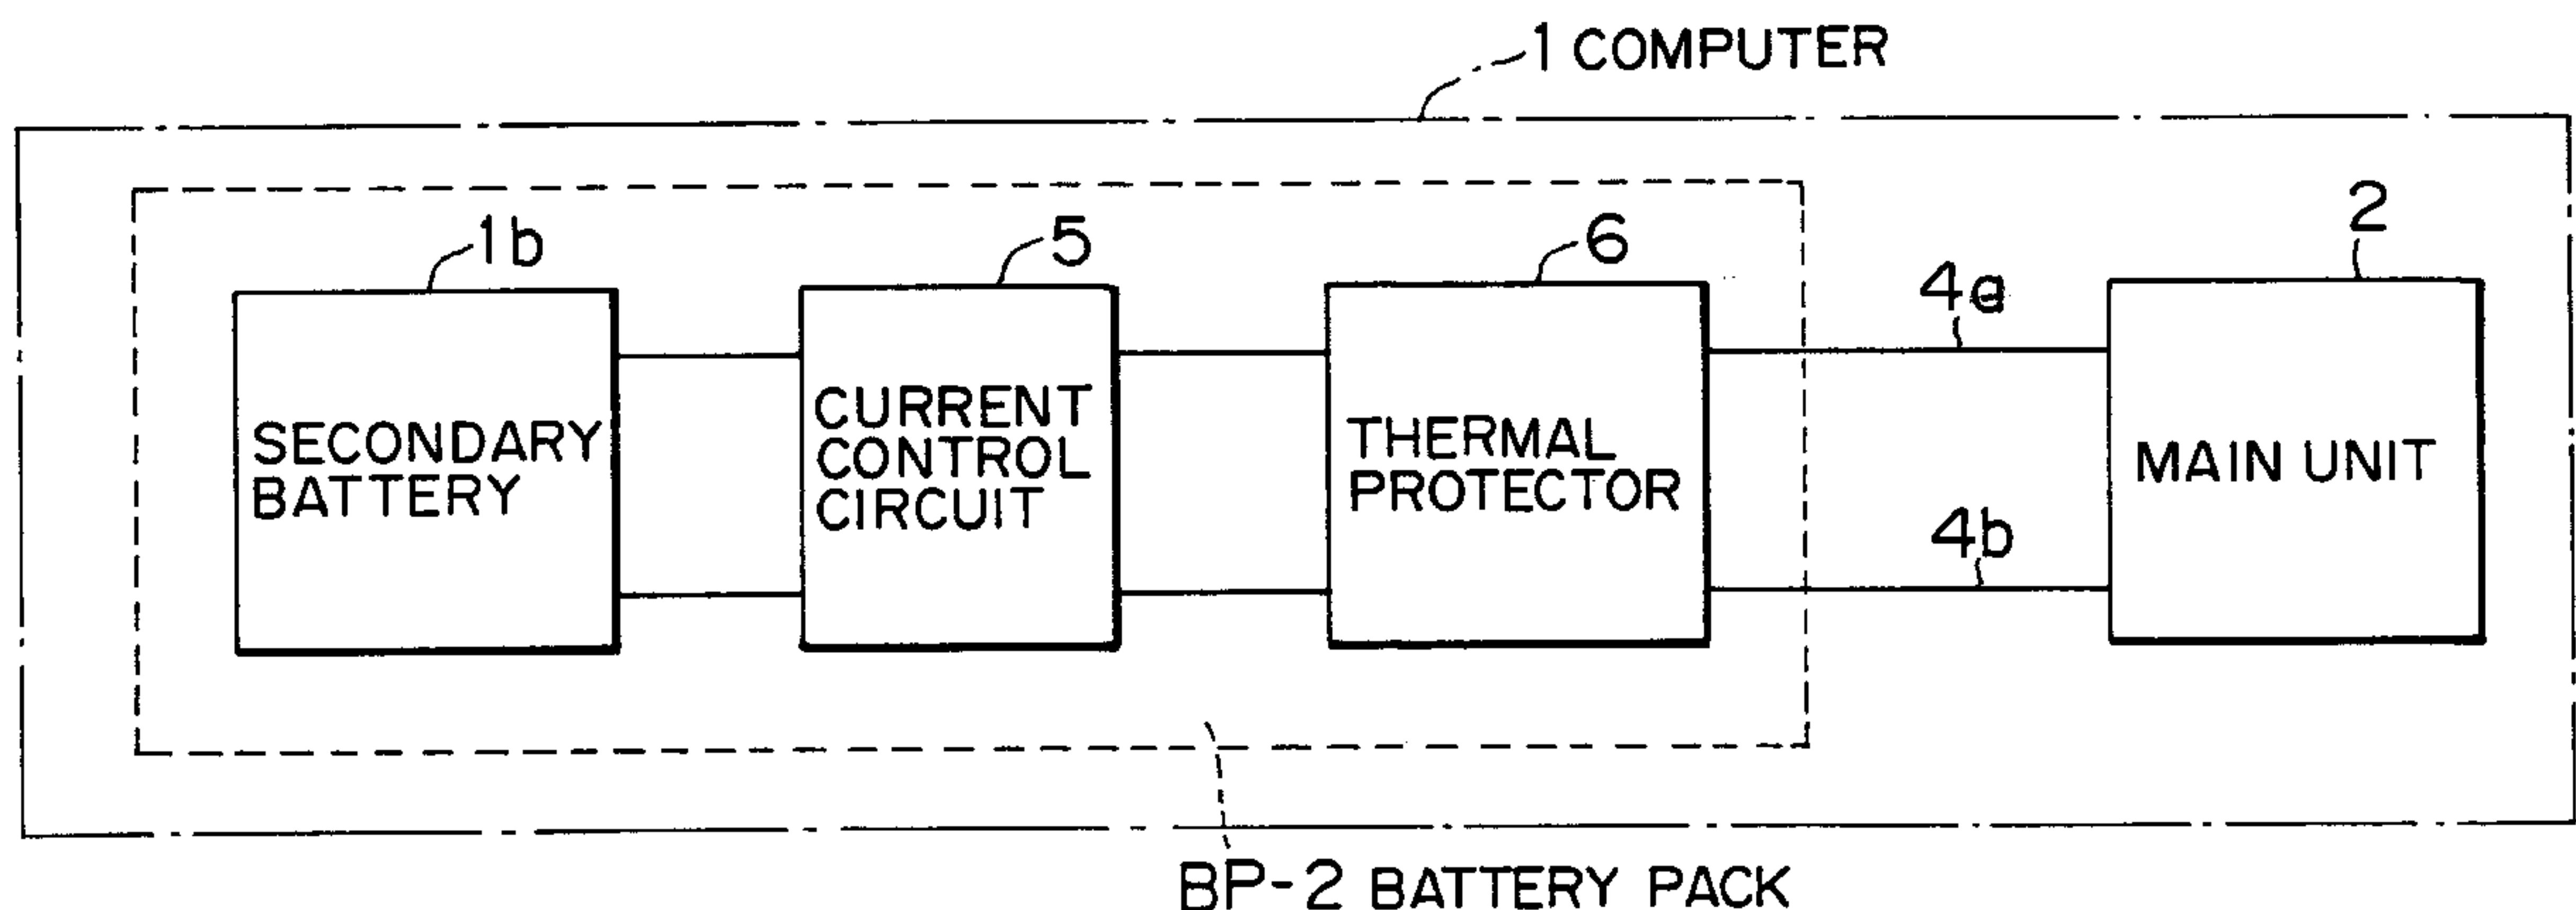 1 COMPUTER
1b
5
6
2
4a
4b
SECONDARY
BATTERY
CURRENT
CONTROL
CIRCUIT
THERMAL
PROTECTOR
MAIN UNIT
BP-2 BATTERY PACK